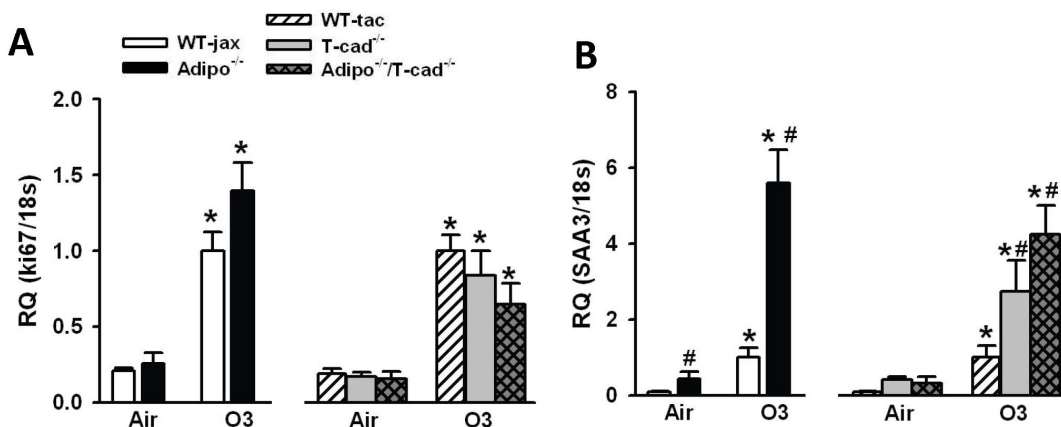 A
WT-jax
Adipo-/-
WT-tac
T-cad-/-
Adipo-/-/T-cad-/-
RQ (ki67/18s)
2.0
1.5
1.0
0.5
0.0
* * * * *
Air O3 Air O3
B
RQ (SAA3/18s)
8
6
4
2
0
# * * # * *# *#
Air O3 Air O3